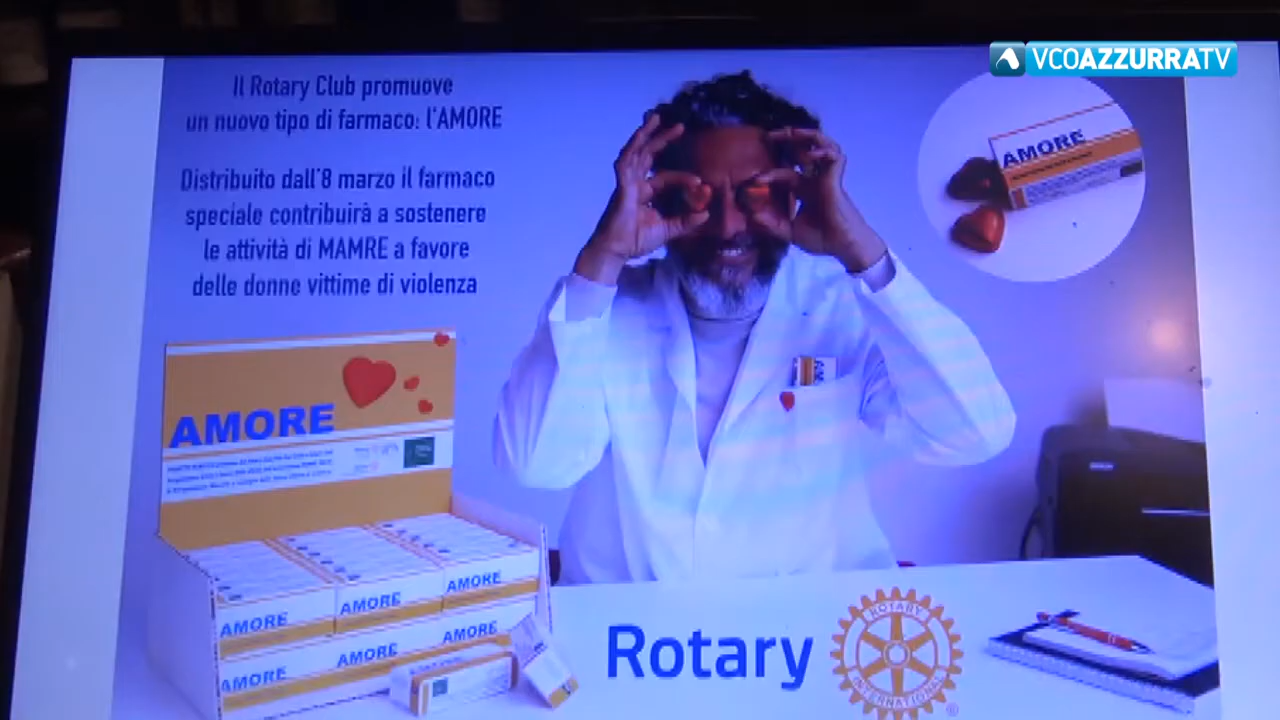 VCOAZZURRATV
Il Rotary Club promuove
un nuovo tipo di farmaco: l'AMORE
Distribuito dall'8 marzo il farmaco
speciale contribuirà a sostenere
le attività di MAMRE a favore
delle donne vittime di violenza
AMORE
AMORE
AMORE
AMORE
AMORE
AMORE
AMORE
AMORE
Rotary
ROTARY
INTERNATIONAL